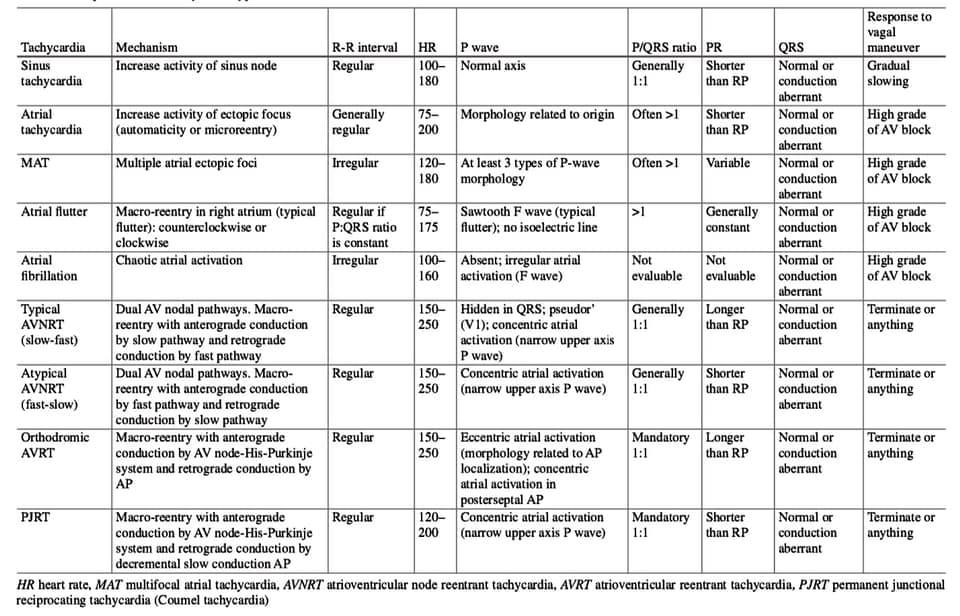 Tachycardia Mechanism R-R interval HR P wave P/QRS ratio PR QRS Response to vagal maneuver
Sinus tachycardia Increase activity of sinus node Regular 100–180 Normal axis Generally 1:1 Shorter than RP Normal or conduction aberrant Gradual slowing
Atrial tachycardia Increase activity of ectopic focus (automaticity or microreentry) Generally regular 75–200 Morphology related to origin Often >1 Shorter than RP Normal or conduction aberrant High grade of AV block
MAT Multiple atrial ectopic foci Irregular 120–180 At least 3 types of P-wave morphology Often >1 Variable Normal or conduction aberrant High grade of AV block
Atrial flutter Macro-reentry in right atrium (typical flutter): counterclockwise or clockwise Regular if P:QRS ratio is constant 75–175 Sawtooth F wave (typical flutter); no isoelectric line >1 Generally constant Normal or conduction aberrant High grade of AV block
Atrial fibrillation Chaotic atrial activation Irregular 100–160 Absent; irregular atrial activation (F wave) Not evaluable Not evaluable Normal or conduction aberrant High grade of AV block
Typical AVNRT (slow-fast) Dual AV nodal pathways. Macro-reentry with anterograde conduction by slow pathway and retrograde conduction by fast pathway Regular 150–250 Hidden in QRS; pseudor’ (V1); concentric atrial activation (narrow upper axis P wave) Generally 1:1 Longer than RP Normal or conduction aberrant Terminate or anything
Atypical AVNRT (fast-slow) Dual AV nodal pathways. Macro-reentry with anterograde conduction by fast pathway and retrograde conduction by slow pathway Regular 150–250 Concentric atrial activation (narrow upper axis P wave) Generally 1:1 Shorter than RP Normal or conduction aberrant Terminate or anything
Orthodromic AVRT Macro-reentry with anterograde conduction by AV node-His-Purkinje system and retrograde conduction by AP Regular 150–250 Eccentric atrial activation (morphology related to AP localization); concentric atrial activation in posterseptal AP Mandatory 1:1 Longer than RP Normal or conduction aberrant Terminate or anything
PJRT Macro-reentry with anterograde conduction by AV node-His-Purkinje system and retrograde conduction by decremental slow conduction AP Regular 120–200 Concentric atrial activation (narrow upper axis P wave) Mandatory 1:1 Shorter than RP Normal or conduction aberrant Terminate or anything
HR heart rate, MAT multifocal atrial tachycardia, AVNRT atrioventricular node reentrant tachycardia, AVRT atrioventricular reentrant tachycardia, PJRT permanent junctional
reciprocating tachycardia (Coumel tachycardia)